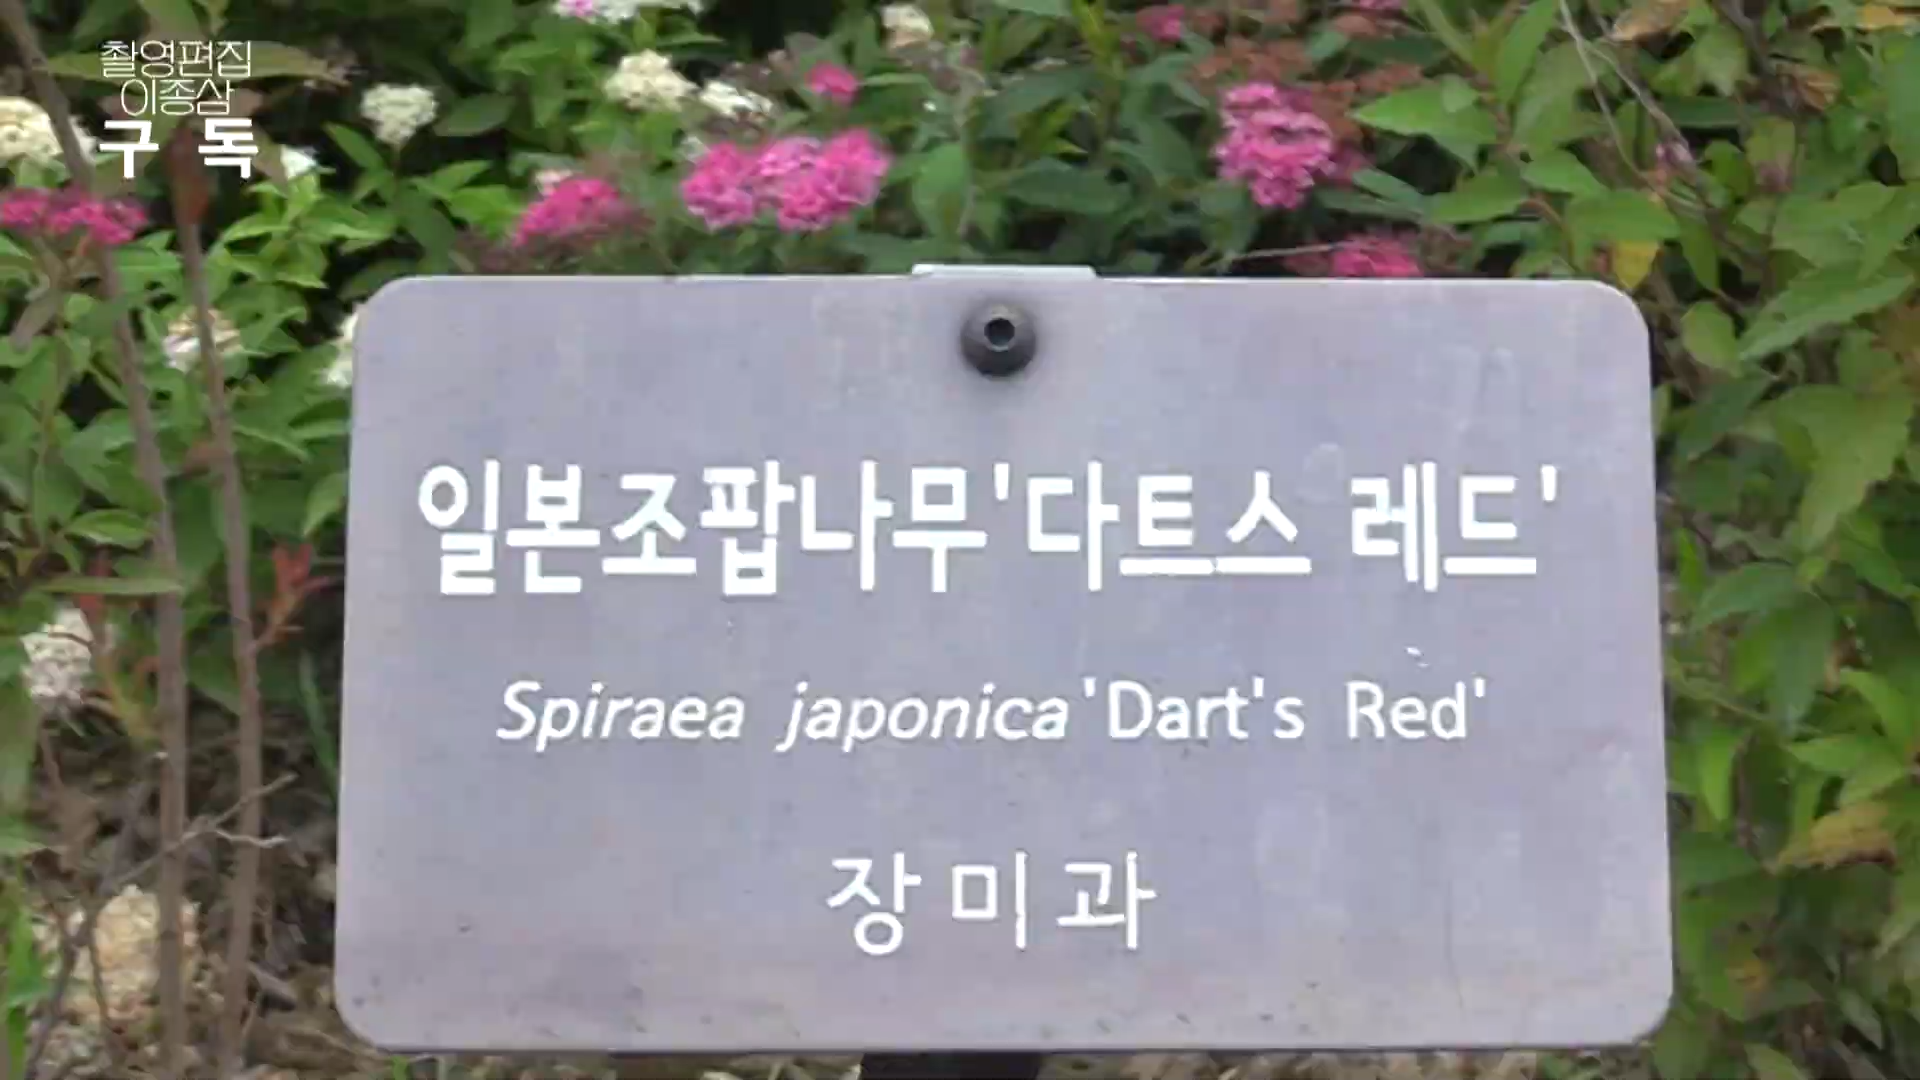 촬영편집
이종삼
구 독
일본조팝나무'다트스 레드'
Spiraea japonica'Dart's Red'
장미과